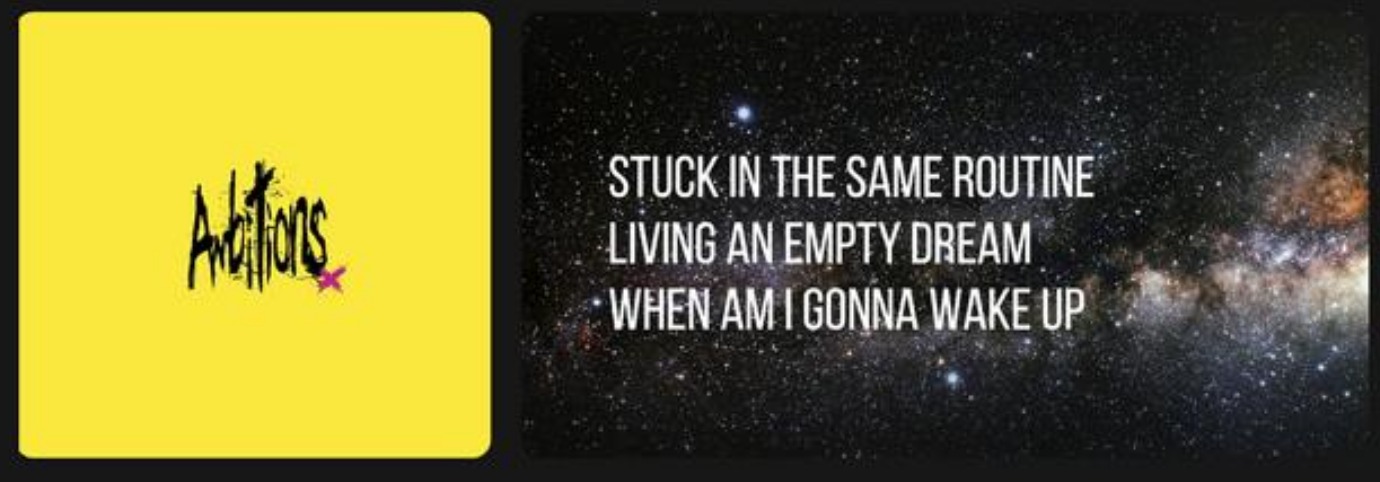 Ambitions
STUCK IN THE SAME ROUTINE
LIVING AN EMPTY DREAM
WHEN AM I GONNA WAKE UP